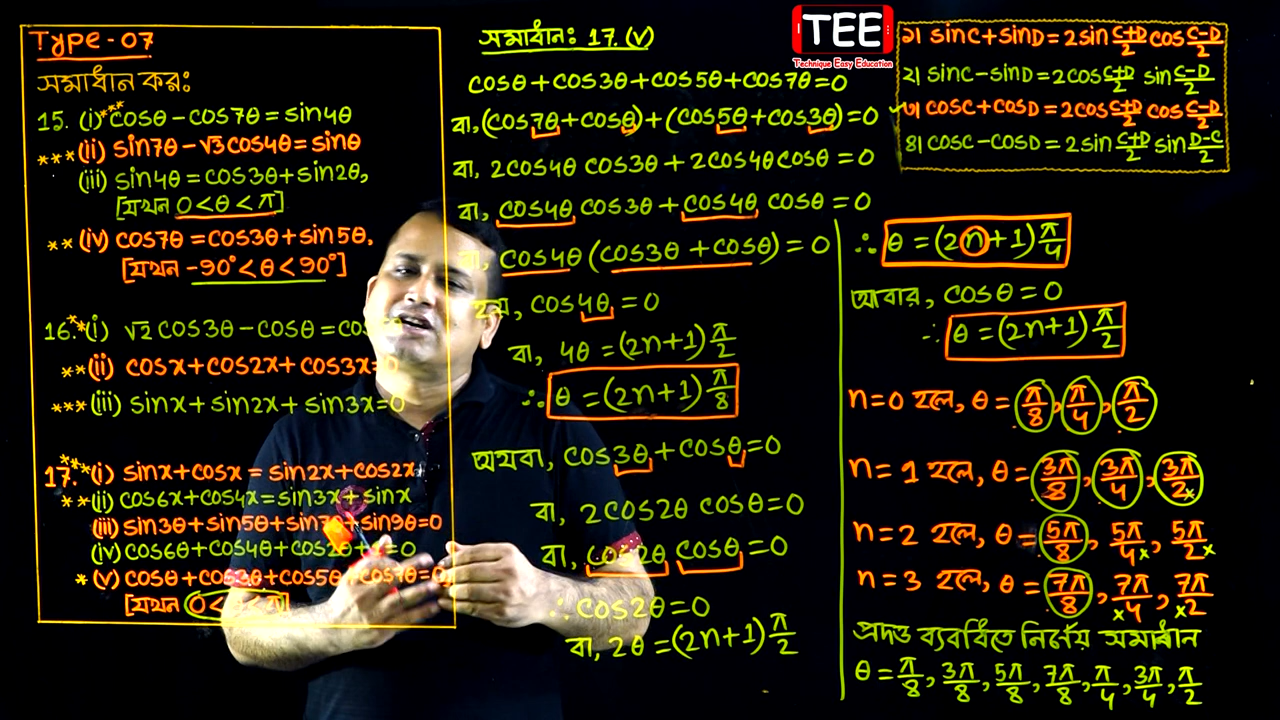 Type-07
সমাধান করঃ
15. (i)*** cosθ - cos7θ = sin4θ
***(ii) sin7θ - √3 cos4θ = sinθ
(iii) sin4θ = cos3θ + sin2θ,
[যখন 0 < θ < π]
**(iv) cos7θ = cos3θ + sin5θ,
[যখন -90° < θ < 90°]
16.**(i) √2 cos3θ - cosθ = cos
**(ii) cosx + cos2x + cos3x = 0
***(iii) sinx + sin2x + sin3x = 0
17.***(i) sinx + cosx = sin2x + cos2x
**(ii) cos6x + cos4x = sin3x + sinx
(iii) sin3θ + sin5θ + sin7θ + sin9θ = 0
(iv) cos6θ + cos4θ + cos2θ + 1 = 0
*(v) cosθ + cos3θ + cos5θ + cos7θ = 0,
[যখন 0 < θ < π]
সমাধানঃ 17. (v)
cosθ + cos3θ + cos5θ + cos7θ = 0
বা, (cos7θ + cosθ) + (cos5θ + cos3θ) = 0
বা, 2cos4θ cos3θ + 2cos4θ cosθ = 0
বা, cos4θ cos3θ + cos4θ cosθ = 0
বা, cos4θ (cos3θ + cosθ) = 0
হয়, cos4θ = 0
বা, 4θ = (2n+1) π/2
∴ θ = (2n+1) π/8
অথবা, cos3θ + cosθ = 0
বা, 2cos2θ cosθ = 0
বা, cos2θ cosθ = 0
∴ cos2θ = 0
বা, 2θ = (2n+1) π/2
TEE
Technique Easy Education
১। sinC + sinD = 2sin (C+D)/2 cos (C-D)/2
২। sinC - sinD = 2cos (C+D)/2 sin (C-D)/2
৩। cosC + cosD = 2cos (C+D)/2 cos (C-D)/2
৪। cosC - cosD = 2sin (C+D)/2 sin (D-C)/2
∴ θ = (2n+1) π/4
আবার, cosθ = 0
∴ θ = (2n+1) π/2
n=0 হলে, θ = π/8, π/4, π/2
n=1 হলে, θ = 3π/8, 3π/4, 3π/2 ×
n=2 হলে, θ = 5π/8, 5π/4 ×, 5π/2 ×
n=3 হলে, θ = 7π/8, 7π/4 ×, 7π/2 ×
প্রদত্ত ব্যবধিতে নির্ণেয় সমাধান
θ = π/8, 3π/8, 5π/8, 7π/8, π/4, 3π/4, π/2